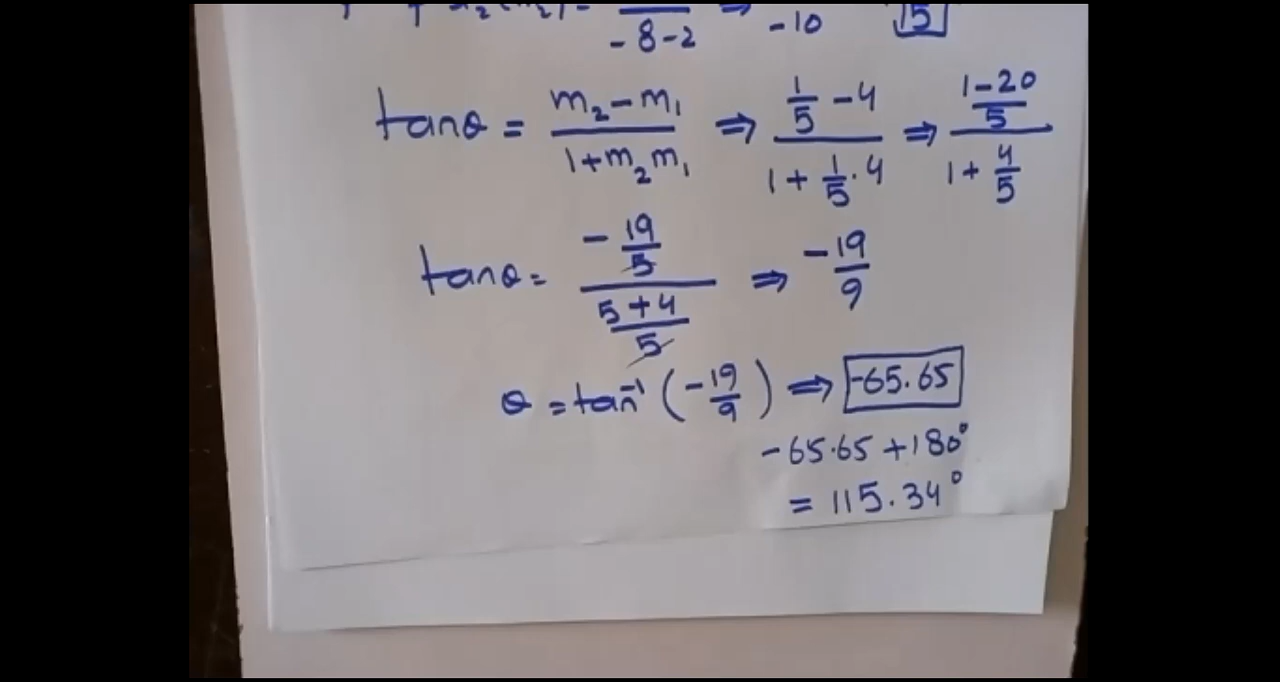 -8-2 ⇒ -10 15
tanθ = (m₂-m₁)/(1+m₂m₁) ⇒ (1/5 -4)/(1+1/5·4) ⇒ ((1-20)/5)/(1+4/5)
tanθ = (-19/5)/((5+4)/5) ⇒ -19/9
θ = tan⁻¹(-19/9) ⇒ -65.65
-65.65+180°
= 115.34°